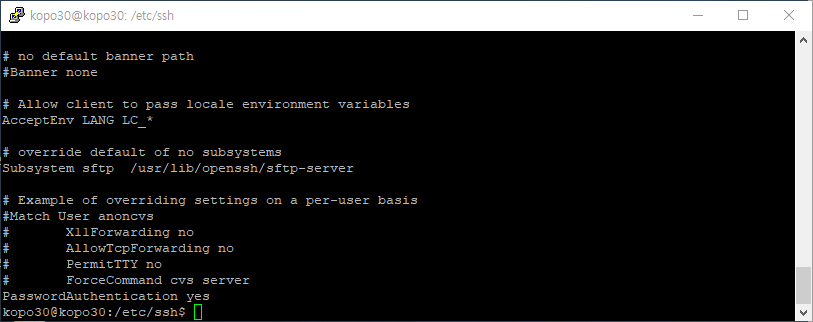 kopo30@kopo30: /etc/ssh
# no default banner path
#Banner none
# Allow client to pass locale environment variables
AcceptEnv LANG LC_*
# override default of no subsystems
Subsystem sftp  /usr/lib/openssh/sftp-server
# Example of overriding settings on a per-user basis
#Match User anoncvs
#       X11Forwarding no
#       AllowTcpForwarding no
#       PermitTTY no
#       ForceCommand cvs server
PasswordAuthentication yes
kopo30@kopo30:/etc/ssh$